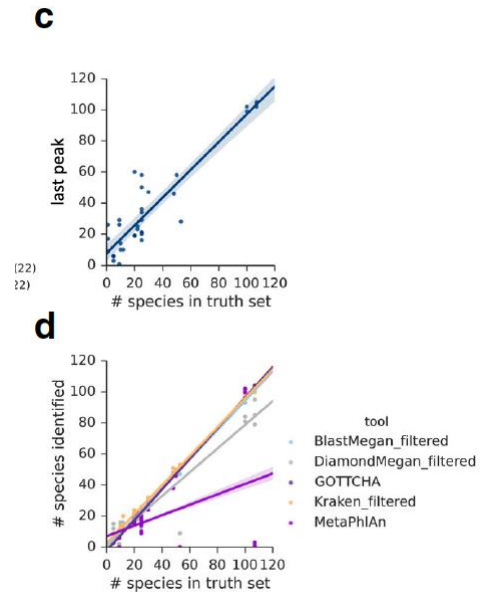 c
120
100
80
60
40
20
0
last peak
0 20 40 60 80 100 120
# species in truth set
(22)
22)
d
120
100
80
60
40
20
0
# species identified
0 20 40 60 80 100 120
# species in truth set
tool
BlastMegan_filtered
DiamondMegan_filtered
GOTTCHA
Kraken_filtered
MetaPhlAn